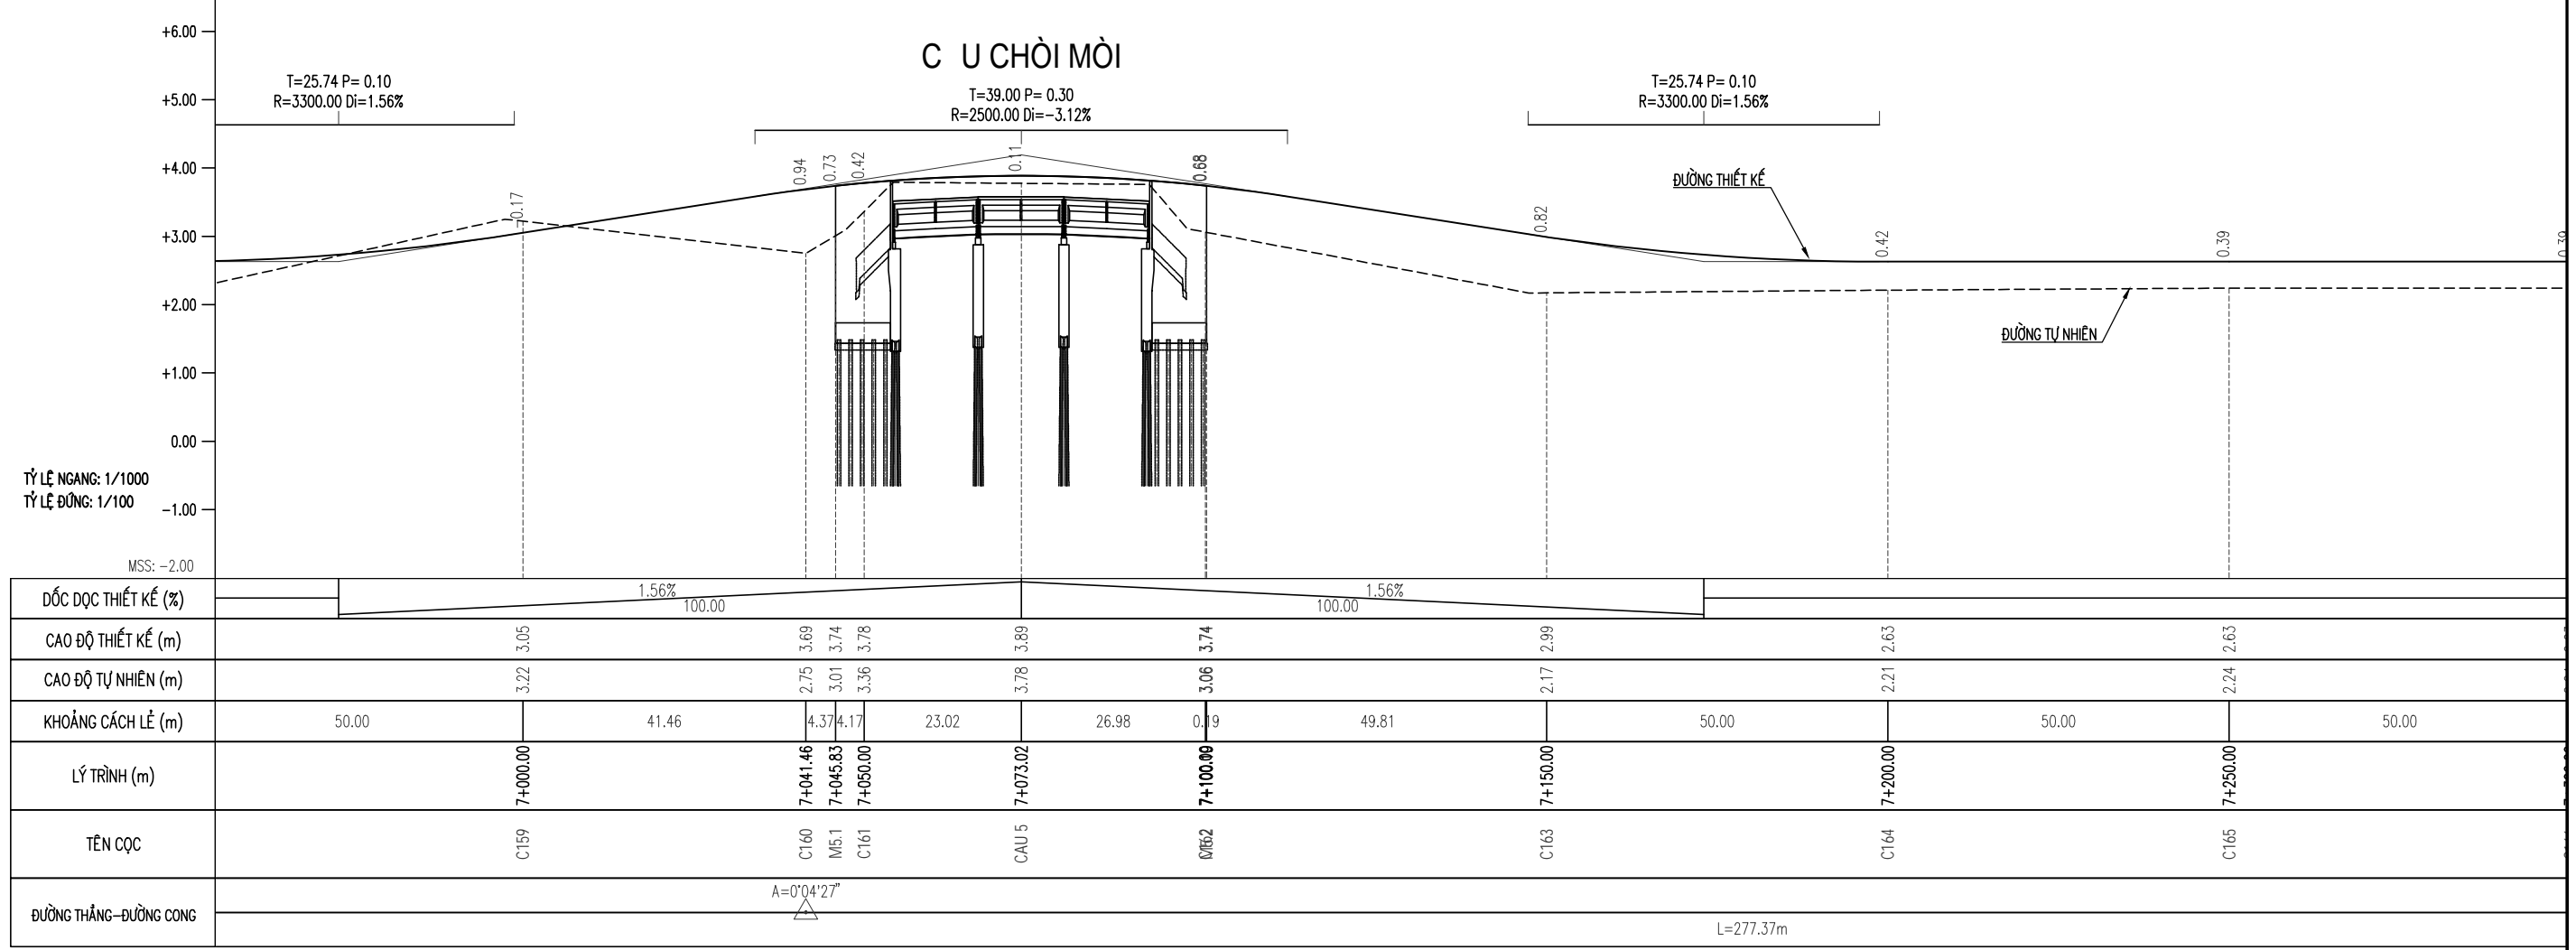 +6.00
+5.00
+4.00
+3.00
+2.00
+1.00
0.00
-1.00
MSS: -2.00
TỶ LỆ NGANG: 1/1000
TỶ LỆ ĐỨNG: 1/100
C U CHÒI MÒI
T=25.74 P= 0.10
R=3300.00 Di=1.56%
T=39.00 P= 0.30
R=2500.00 Di=-3.12%
T=25.74 P= 0.10
R=3300.00 Di=1.56%
-0.17
0.94
0.73
0.42
0.11
0.68
0.82
0.42
0.39
0.39
ĐƯỜNG THIẾT KẾ
ĐƯỜNG TỰ NHIÊN
DỐC DỌC THIẾT KẾ (%)
1.56%
100.00
1.56%
100.00
CAO ĐỘ THIẾT KẾ (m)
3.05 3.69 3.74 3.78 3.89 3.74 2.99 2.63 2.63
CAO ĐỘ TỰ NHIÊN (m)
3.22 2.75 3.01 3.36 3.78 3.06 2.17 2.21 2.24
KHOẢNG CÁCH LẺ (m)
50.00 41.46 4.37 4.17 23.02 26.98 0.19 49.81 50.00 50.00 50.00
LÝ TRÌNH (m)
7+000.00 7+041.46 7+045.83 7+050.00 7+073.02 7+150.00 7+200.00 7+250.00
TÊN CỌC
C159 C160 M5.1 C161 CAU 5 C163 C164 C165
ĐƯỜNG THẲNG-ĐƯỜNG CONG
A=0°04'27"
L=277.37m